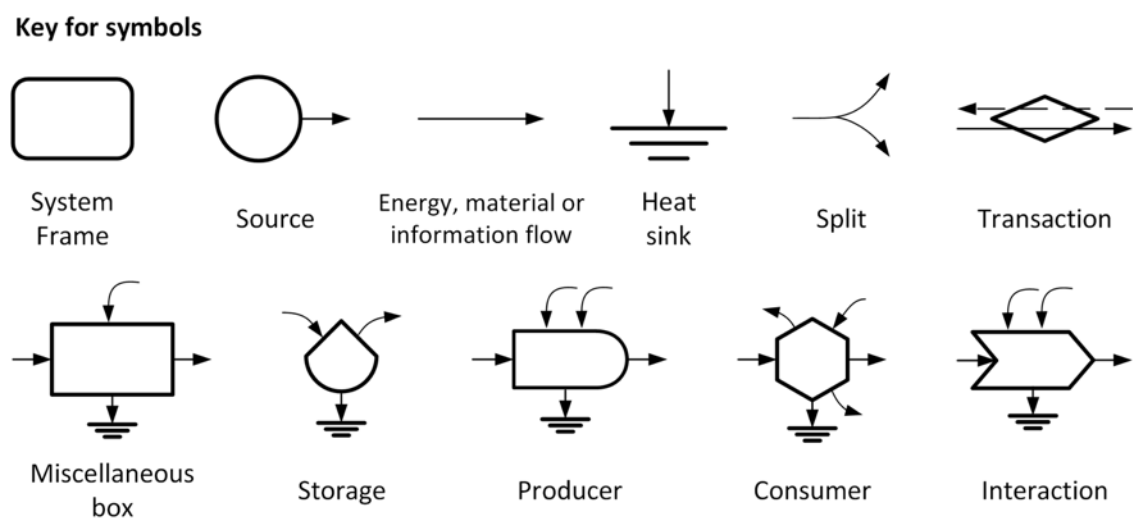 Key for symbols
System
Frame
Source
Energy, material or
information flow
Heat
sink
Split
Transaction
Miscellaneous
box
Storage
Producer
Consumer
Interaction